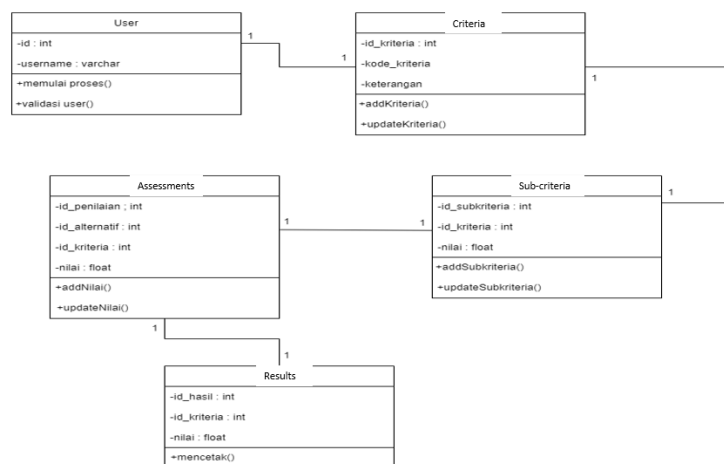 User
-id : int
-username : varchar
+memulai proses()
+validasi user()
1
1
Criteria
-id_kriteria : int
-kode_kriteria
-keterangan
+addKriteria()
+updateKriteria()
1
Assessments
-id_penilaian ; int
-id_alternatif : int
-id_kriteria : int
-nilai : float
+addNilai()
+updateNilai()
1
1
Sub-criteria
-id_subkriteria : int
-id_kriteria : int
-nilai : float
+addSubkriteria()
+updateSubkriteria()
1
1
1
Results
-id_hasil : int
-id_kriteria : int
-nilai : float
+mencetak()